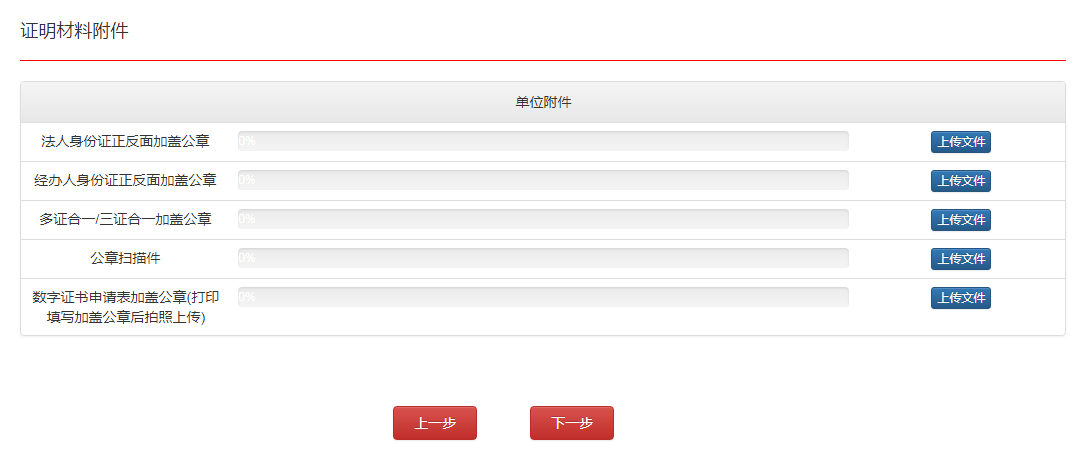 证明材料附件
单位附件
法人身份证正反面加盖公章 0% 上传文件
经办人身份证正反面加盖公章 0% 上传文件
多证合一/三证合一加盖公章 0% 上传文件
公章扫描件 0% 上传文件
数字证书申请表加盖公章(打印 0% 上传文件
填写加盖公章后拍照上传)
上一步 下一步